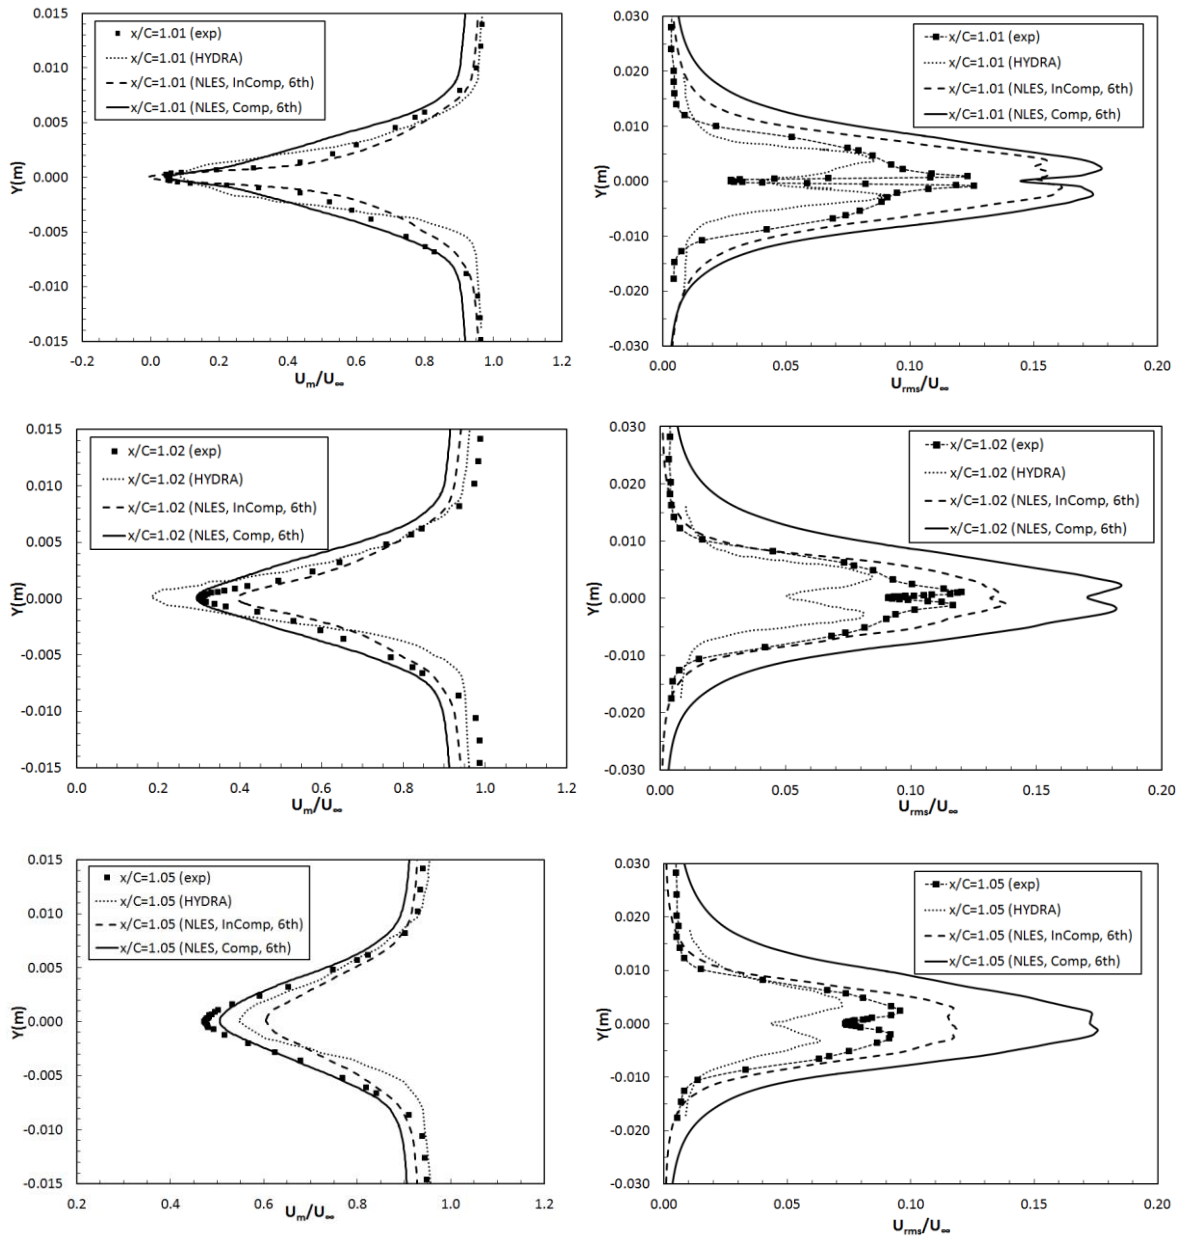 0.015
0.010
0.005
0.000
-0.005
-0.010
-0.015
Y(m)
x/C=1.01 (exp)
x/C=1.01 (HYDRA)
x/C=1.01 (NLES, InComp, 6th)
x/C=1.01 (NLES, Comp, 6th)
-0.2 0.0 0.2 0.4 0.6 0.8 1.0 1.2
Um/U∞
0.030
0.020
0.010
0.000
-0.010
-0.020
-0.030
Y(m)
x/C=1.01 (exp)
x/C=1.01 (HYDRA)
x/C=1.01 (NLES, InComp, 6th)
x/C=1.01 (NLES, Comp, 6th)
0.00 0.05 0.10 0.15 0.20
Urms/U∞
0.015
0.010
0.005
0.000
-0.005
-0.010
-0.015
Y(m)
x/C=1.02 (exp)
x/C=1.02 (HYDRA)
x/C=1.02 (NLES, InComp, 6th)
x/C=1.02 (NLES, Comp, 6th)
0.0 0.2 0.4 0.6 0.8 1.0 1.2
Um/U∞
0.030
0.020
0.010
0.000
-0.010
-0.020
-0.030
Y(m)
x/C=1.02 (exp)
x/C=1.02 (HYDRA)
x/C=1.02 (NLES, InComp, 6th)
x/C=1.02 (NLES, Comp, 6th)
0.00 0.05 0.10 0.15 0.20
Urms/U∞
0.015
0.010
0.005
0.000
-0.005
-0.010
-0.015
Y(m)
x/C=1.05 (exp)
x/C=1.05 (HYDRA)
x/C=1.05 (NLES, InComp, 6th)
x/C=1.05 (NLES, Comp, 6th)
0.2 0.4 0.6 0.8 1.0 1.2
Um/U∞
0.030
0.020
0.010
0.000
-0.010
-0.020
-0.030
Y(m)
x/C=1.05 (exp)
x/C=1.05 (HYDRA)
x/C=1.05 (NLES, InComp, 6th)
x/C=1.05 (NLES, Comp, 6th)
0.00 0.05 0.10 0.15 0.20
Urms/U∞